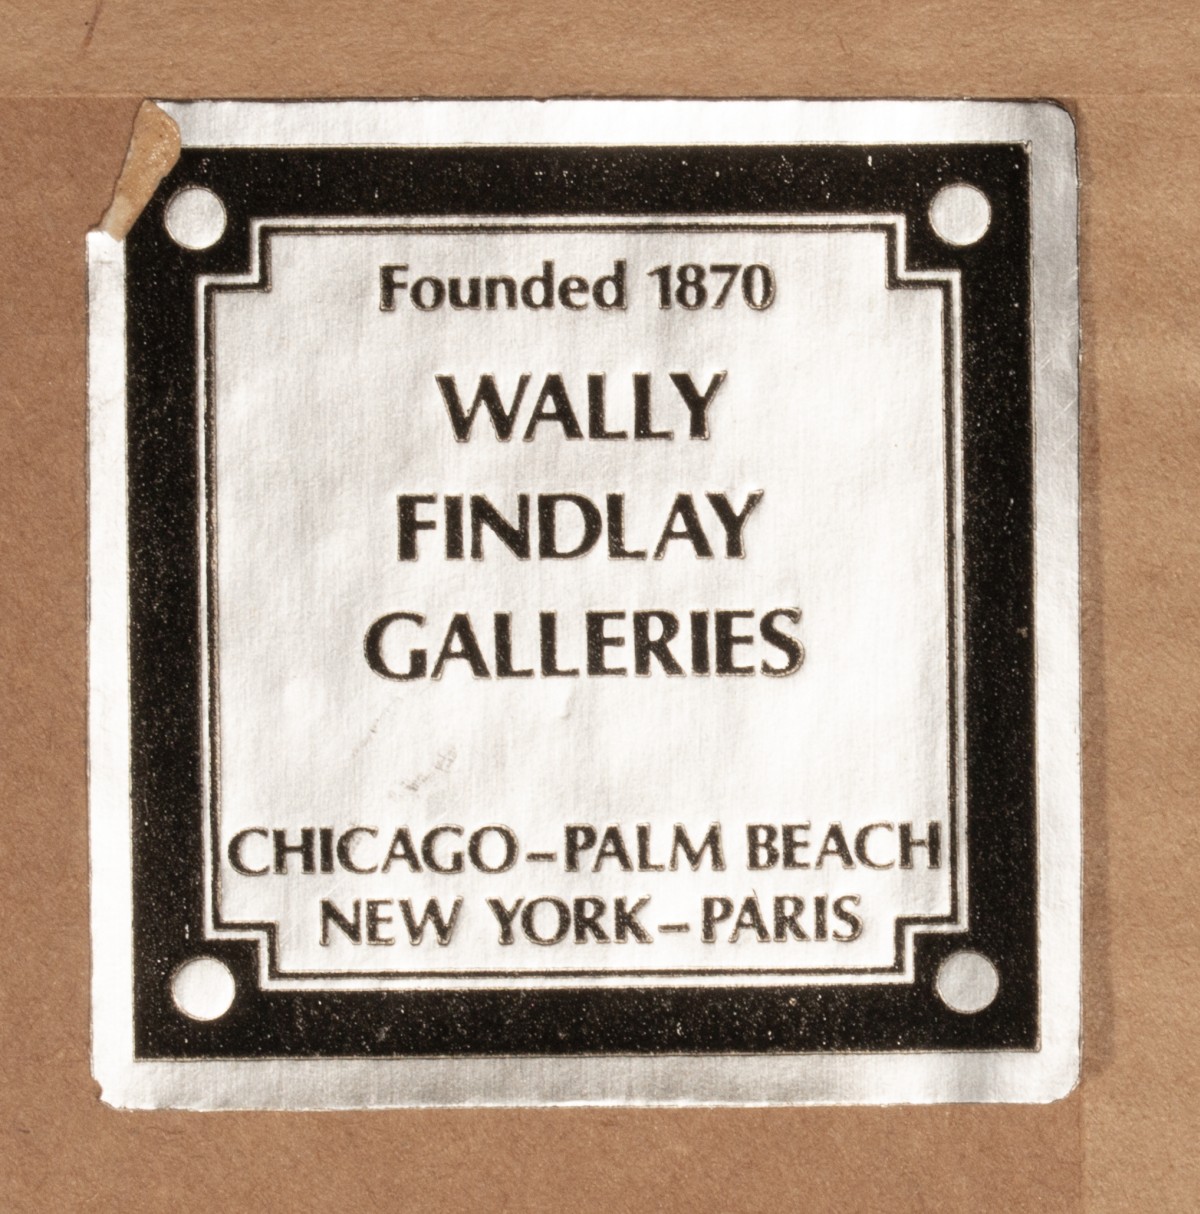 Founded 1870
WALLY
FINDLAY
GALLERIES
CHICAGO–PALM BEACH
NEW YORK–PARIS